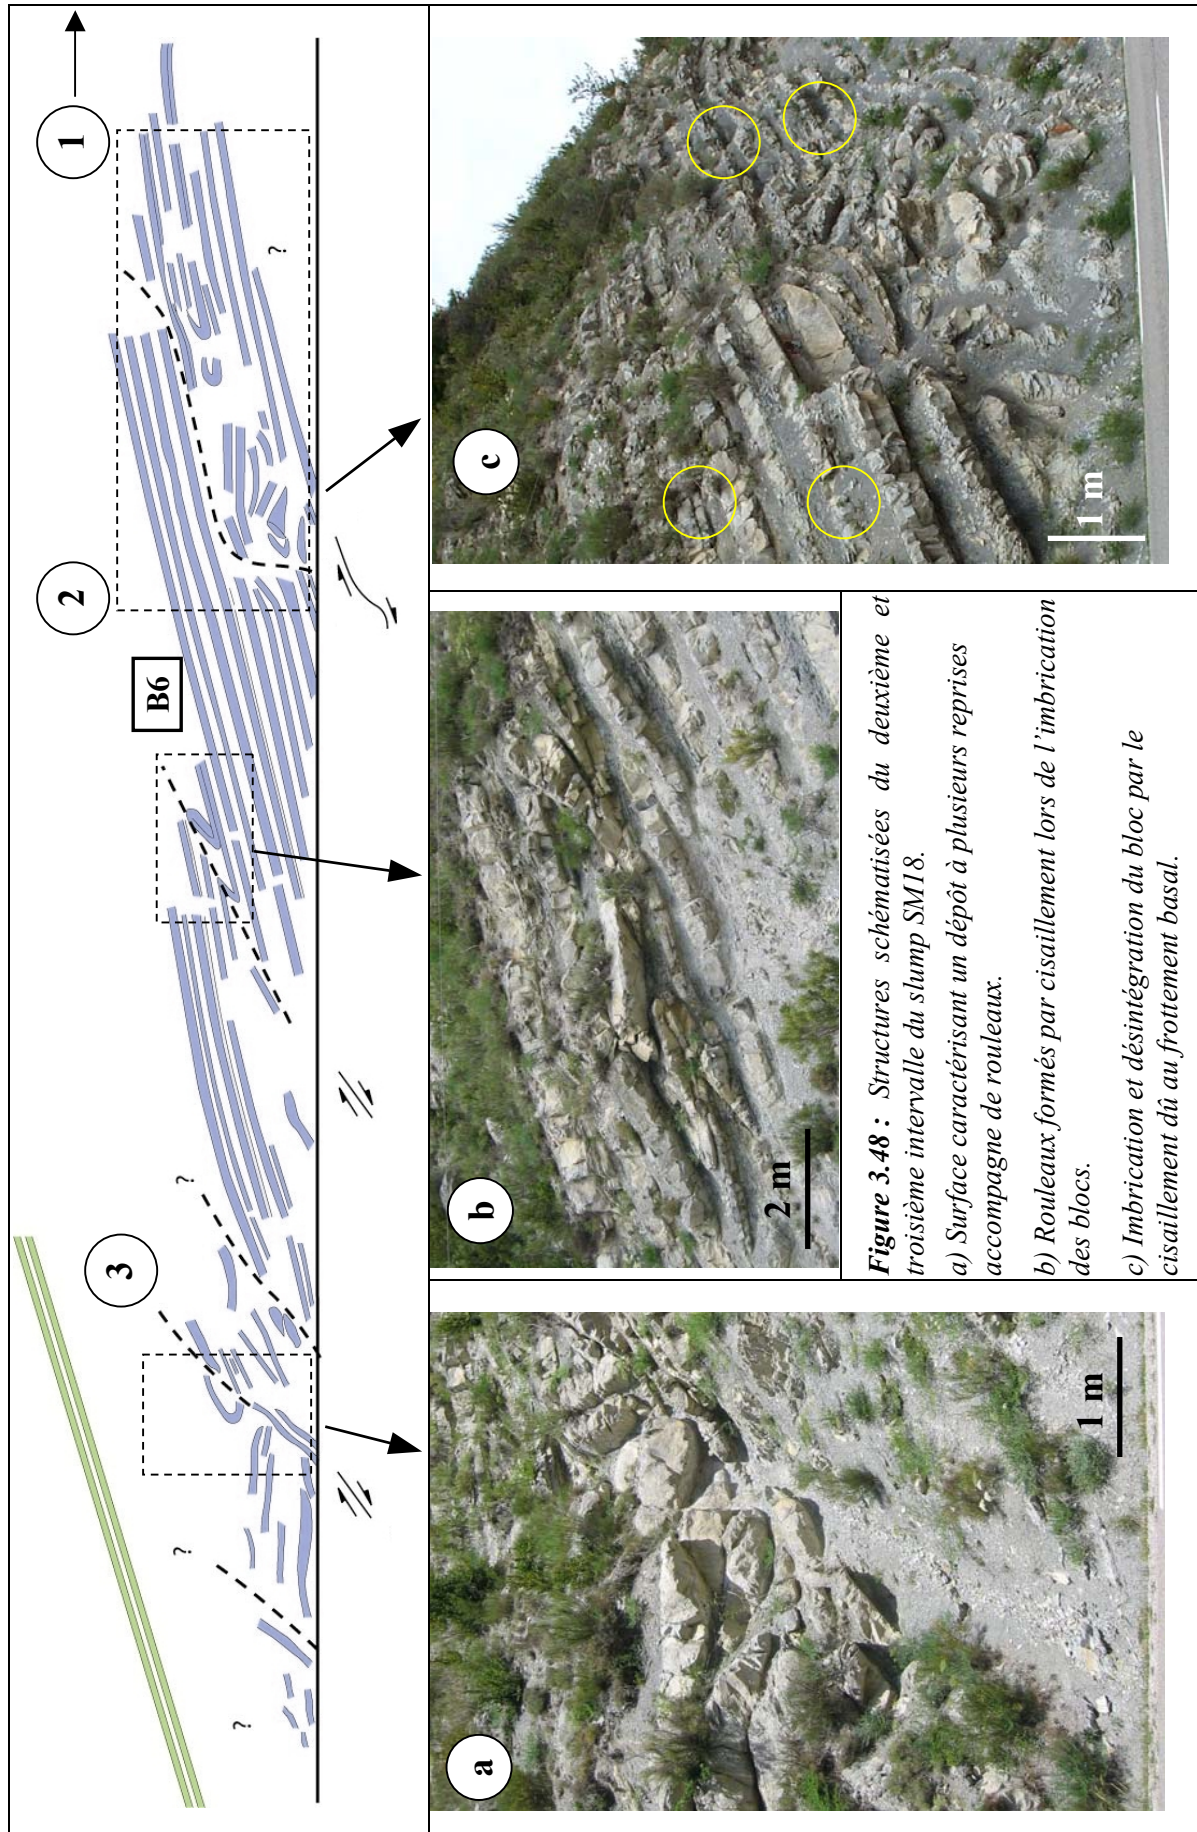 3
2
1
B6
?
?
?
?
a
1 m
b
2 m
c
1 m
Figure 3.48 : Structures schématisées du deuxième et
troisième intervalle du slump SM18.
a) Surface caractérisant un dépôt à plusieurs reprises
accompagne de rouleaux.
b) Rouleaux formés par cisaillement lors de l'imbrication
des blocs.
c) Imbrication et désintégration du bloc par le
cisaillement dû au frottement basal.